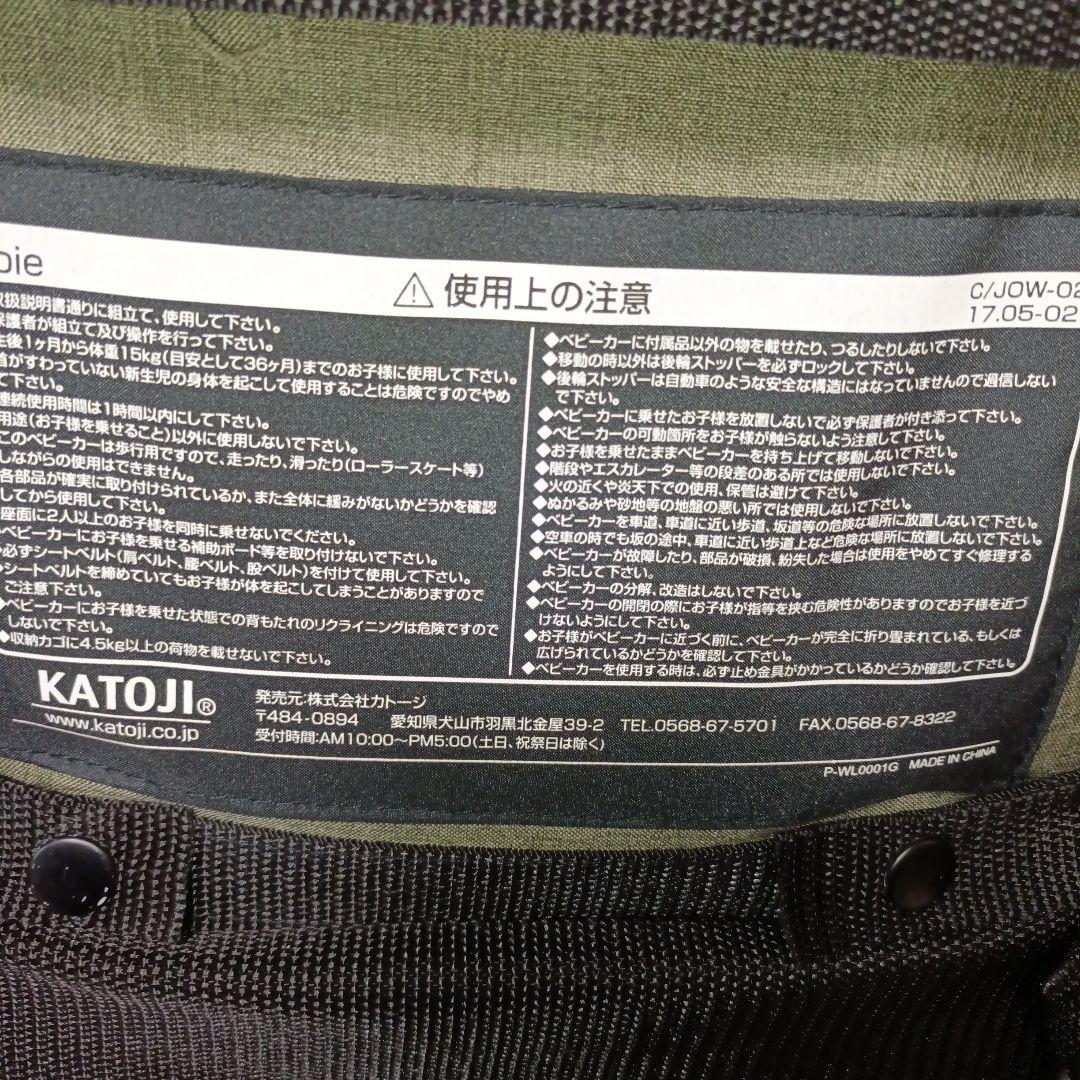 oie
⚠使用上の注意
C/JOW-02
17.05-02
取扱説明書通りに組立て、使用して下さい。
保護者が組立て及び操作を行って下さい。
生後1ヶ月から体重15kg(目安として36ヶ月)までのお子様に使用して下さい。
首がすわっていない新生児の身体を起こして使用することは危険ですのでやめ
て下さい。
連続使用時間は1時間以内にして下さい。
用途(お子様を乗せること)以外に使用しないで下さい。
このベビーカーは歩行用ですので、走ったり、滑ったり(ローラースケート等)
しながらの使用はできません。
各部品が確実に取り付けられているか、また全体に緩みがないかどうかを確認
してから使用して下さい。
座面に2人以上のお子様を同時に乗せないでください。
ベビーカーにお子様を乗せる補助ボード等を取り付けないで下さい。
必ずシートベルト(肩ベルト、腰ベルト、股ベルト)を付けて使用して下さい。
◆シートベルトを締めていてもお子様が体を起こしてしまうことがありますので
ご注意下さい。
◆ベビーカーにお子様を乗せた状態での背もたれのリクライニングは危険ですので
しないで下さい。
◆収納カゴに4.5kg以上の荷物を載せないで下さい。
◆ベビーカーに付属品以外の物を載せたり、つるしたりしないで下さい。
◆移動の時以外は後輪ストッパーを必ずロックして下さい。
◆後輪ストッパーは自動車のような安全な構造にはなっていませんので過信しない
で下さい。
◆ベビーカーに乗せたお子様を放置しないで必ず保護者が付き添って下さい。
◆ベビーカーの可動箇所をお子様が触らないよう注意して下さい。
◆お子様を乗せたままベビーカーを持ち上げて移動しないで下さい。
◆階段やエスカレーター等の段差のある所では使用しないで下さい。
◆火の近くや炎天下での使用、保管は避けて下さい。
◆ぬかるみや砂地等の地盤の悪い所では使用しないで下さい。
◆ベビーカーを車道、車道に近い歩道、坂道等の危険な場所に放置しないで下さい。
◆空車の時でも坂の途中、車道に近い歩道上など危険な場所に放置しないで下さい。
◆ベビーカーが故障したり、部品が破損、紛失した場合は使用をやめてすぐ修理する
ようにして下さい。
◆ベビーカーの分解、改造はしないで下さい。
◆ベビーカーの開閉の際にお子様が指等を挟む危険性がありますのでお子様を近づ
けないようにして下さい。
◆お子様がベビーカーに近づく前に、ベビーカーが完全に折り畳まれている、もしくは
広げられているかどうかを確認して下さい。
◆ベビーカーを使用する時は、必ず止め金具がかかっているかどうか確認して下さい。
KATOJI®
www.katoji.co.jp
発売元:株式会社カトージ
〒484-0894 愛知県犬山市羽黒北金屋39-2 TEL.0568-67-5701 FAX.0568-67-8322
受付時間:AM10:00〜PM5:00(土日、祝祭日は除く)
P-WL0001G MADE IN CHINA